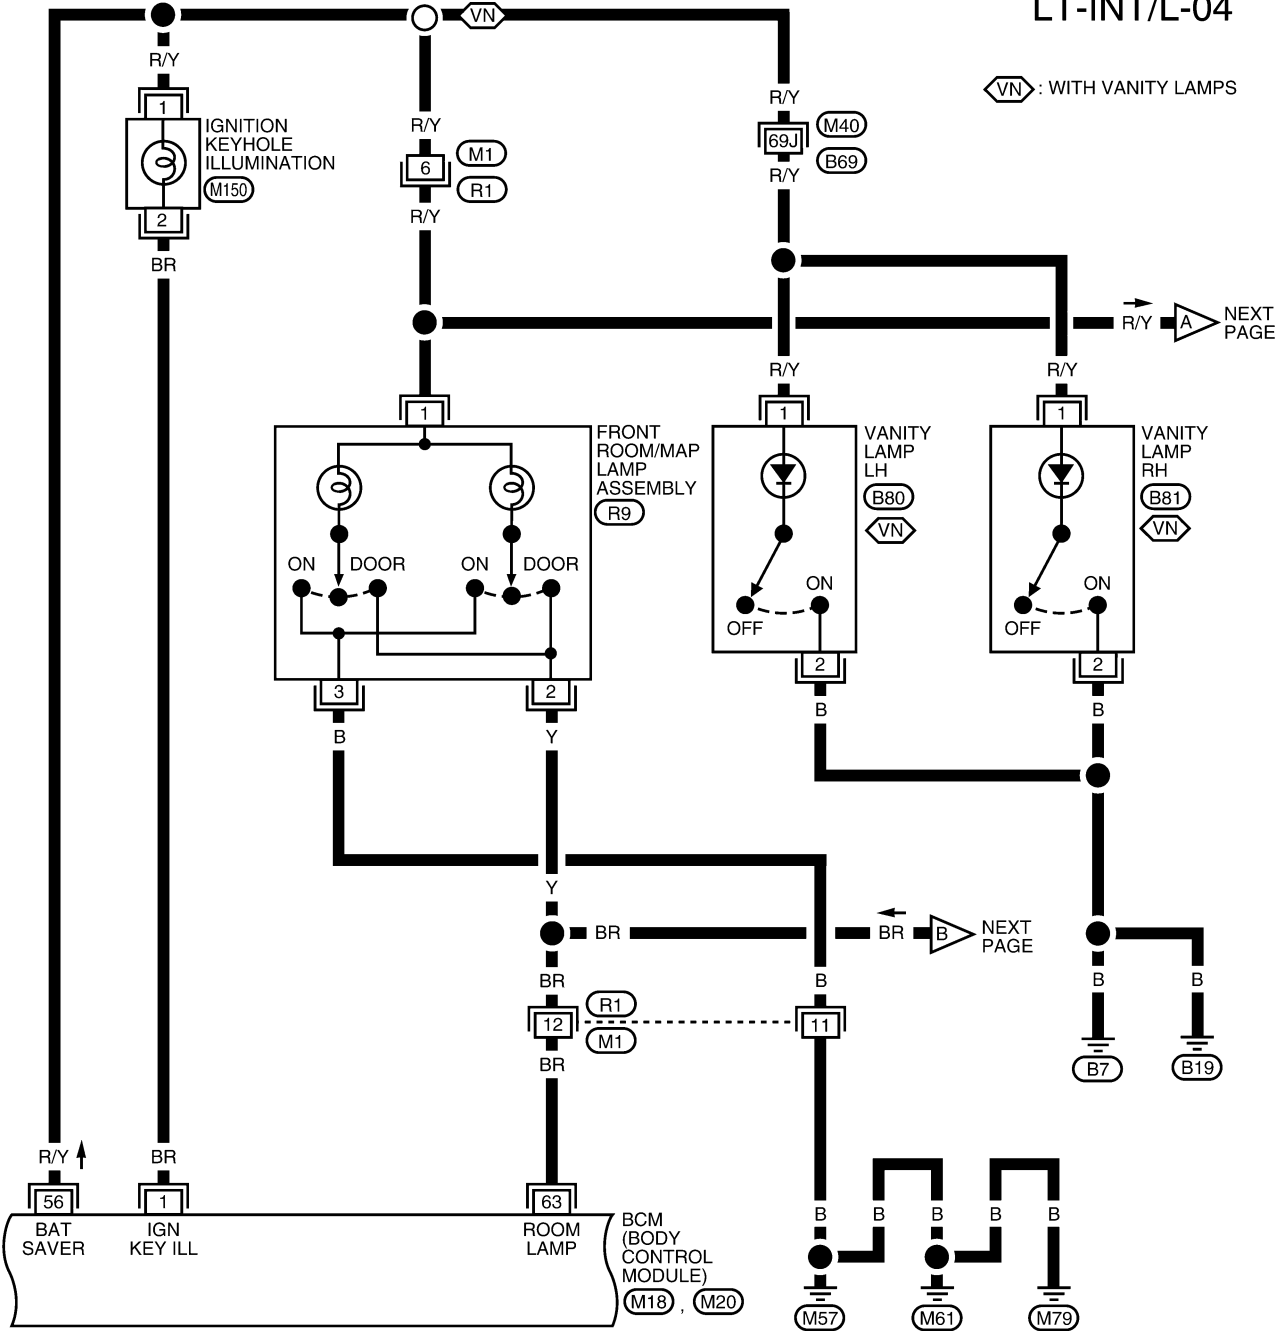 LT-INT/L-04
VN
VN : WITH VANITY LAMPS
R/Y
R/Y
R/Y
1
IGNITION
KEYHOLE
ILLUMINATION
M150
2
BR
6
M1
R1
R/Y
69J
M40
B69
R/Y
R/Y
A
NEXT
PAGE
R/Y
R/Y
1
FRONT
ROOM/MAP
LAMP
ASSEMBLY
R9
ON
DOOR
ON
DOOR
3
2
1
VANITY
LAMP
LH
B80
VN
ON
OFF
2
1
VANITY
LAMP
RH
B81
VN
ON
OFF
2
B
Y
B
B
Y
BR
BR
B
NEXT
PAGE
BR
B
B
B
12
R1
M1
11
BR
B7
B19
R/Y
BR
56
1
63
BAT
SAVER
IGN
KEY ILL
ROOM
LAMP
BCM
(BODY
CONTROL
MODULE)
M18 , M20
B
B
B
B
B
M57
M61
M79